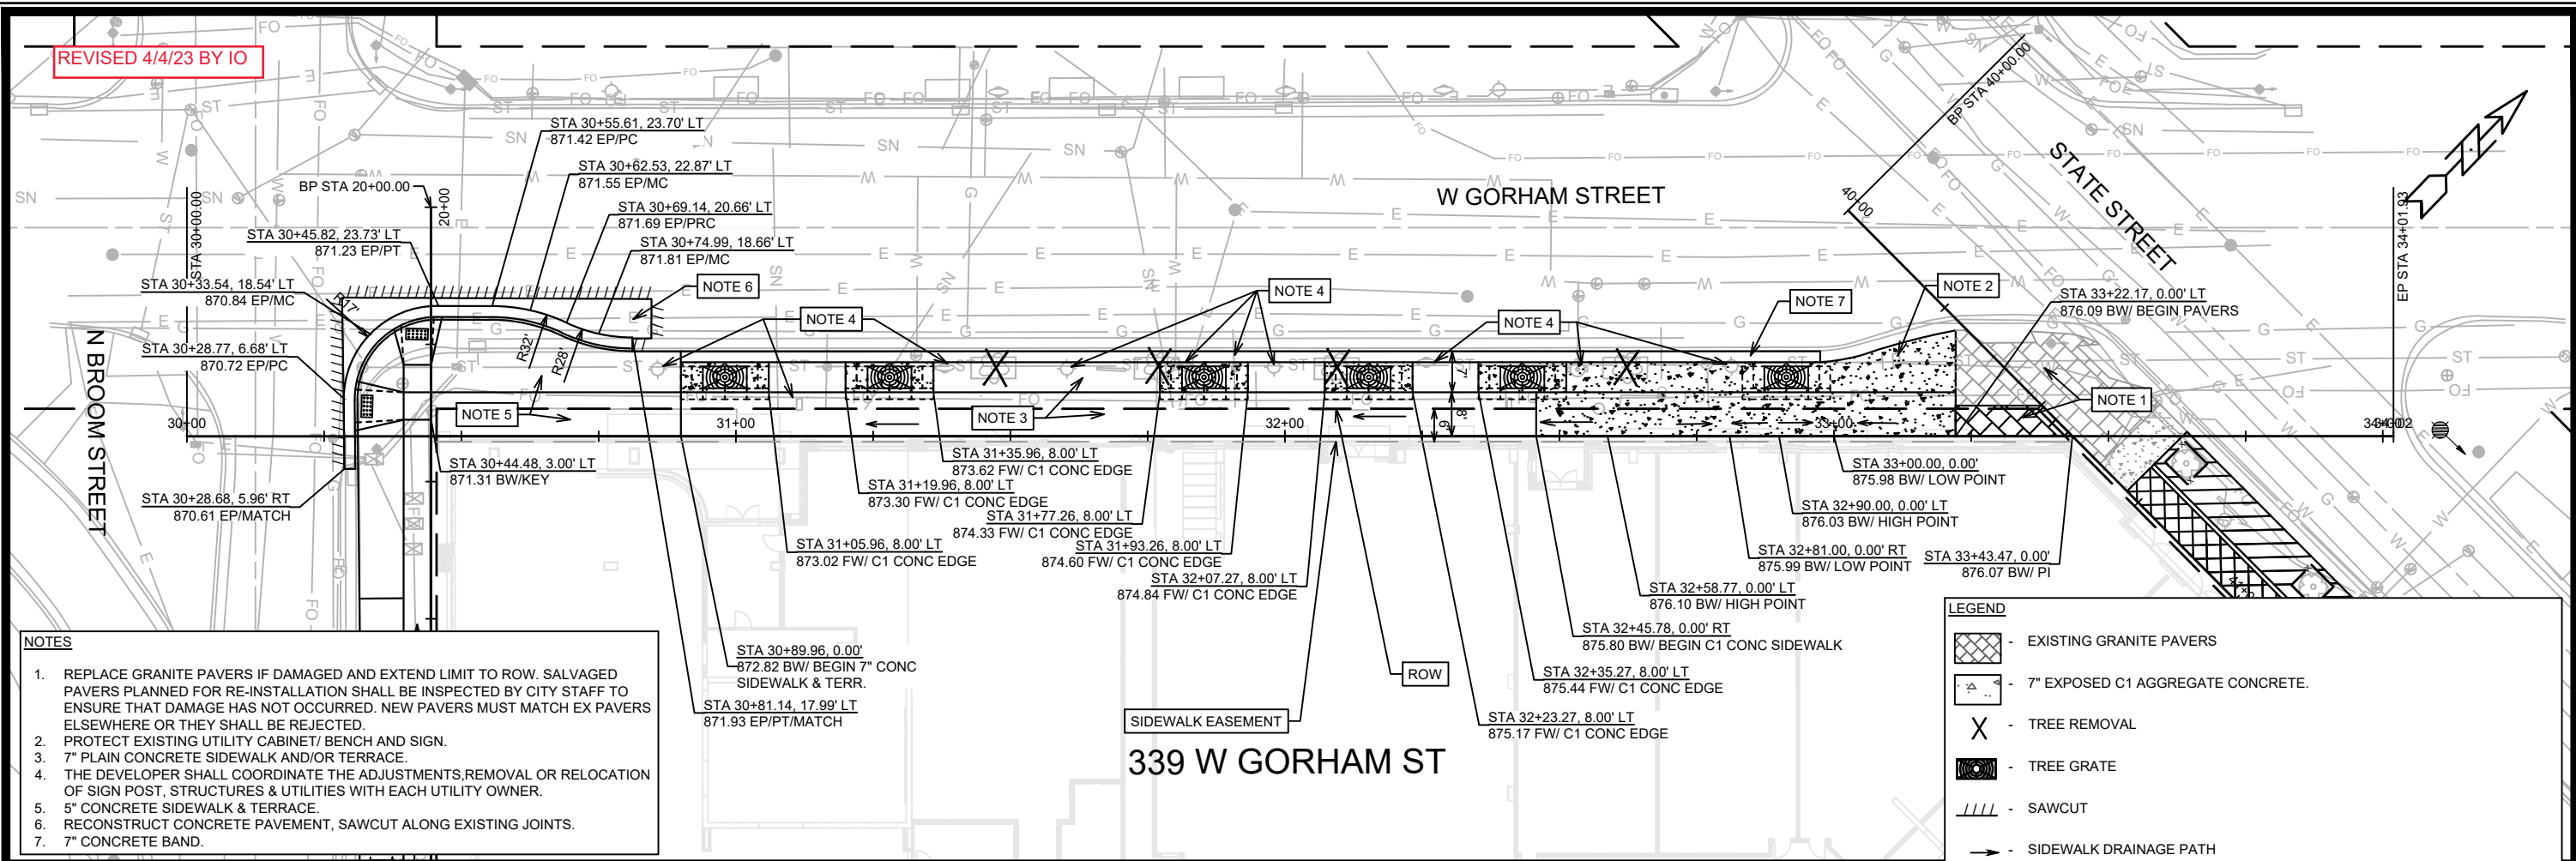 REVISED 4/4/23 BY IO
STA 30+55.61, 23.70' LT
871.42 EP/PC
STA 30+62.53, 22.87' LT
871.55 EP/MC
STA 30+69.14, 20.66' LT
871.69 EP/PRC
STA 30+74.99, 18.66' LT
871.81 EP/MC
BP STA 20+00.00
20+00
STA 30+00.00
STA 30+45.82, 23.73' LT
871.23 EP/PT
STA 30+33.54, 18.54' LT
870.84 EP/MC
R17'
STA 30+28.77, 6.68' LT
870.72 EP/PC
R32'
R28'
NOTE 6
NOTE 4
NOTE 4
NOTE 4
NOTE 7
NOTE 2
NOTE 1
NOTE 5
NOTE 3
W GORHAM STREET
STATE STREET
N BROOM STREET
BP STA 40+00.00
40+00
EP STA 34+01.93
STA 33+22.17, 0.00' LT
876.09 BW/ BEGIN PAVERS
7'
8'
6'
30+00
31+00
32+00
33+00
STA 30+44.48, 3.00' LT
871.31 BW/KEY
STA 30+28.68, 5.96' RT
870.61 EP/MATCH
STA 31+35.96, 8.00' LT
873.62 FW/ C1 CONC EDGE
STA 31+19.96, 8.00' LT
873.30 FW/ C1 CONC EDGE
STA 31+77.26, 8.00' LT
874.33 FW/ C1 CONC EDGE
STA 31+05.96, 8.00' LT
873.02 FW/ C1 CONC EDGE
STA 31+93.26, 8.00' LT
874.60 FW/ C1 CONC EDGE
STA 32+07.27, 8.00' LT
874.84 FW/ C1 CONC EDGE
STA 33+00.00, 0.00'
875.98 BW/ LOW POINT
STA 32+90.00, 0.00' LT
876.03 BW/ HIGH POINT
STA 32+81.00, 0.00' RT
875.99 BW/ LOW POINT
STA 33+43.47, 0.00'
876.07 BW/ PI
STA 32+58.77, 0.00' LT
876.10 BW/ HIGH POINT
STA 32+45.78, 0.00' RT
875.80 BW/ BEGIN C1 CONC SIDEWALK
STA 32+35.27, 8.00' LT
875.44 FW/ C1 CONC EDGE
STA 32+23.27, 8.00' LT
875.17 FW/ C1 CONC EDGE
STA 30+89.96, 0.00'
872.82 BW/ BEGIN 7" CONC
SIDEWALK & TERR.
STA 30+81.14, 17.99' LT
871.93 EP/PT/MATCH
ROW
SIDEWALK EASEMENT
339 W GORHAM ST
NOTES
1. REPLACE GRANITE PAVERS IF DAMAGED AND EXTEND LIMIT TO ROW. SALVAGED
PAVERS PLANNED FOR RE-INSTALLATION SHALL BE INSPECTED BY CITY STAFF TO
ENSURE THAT DAMAGE HAS NOT OCCURRED. NEW PAVERS MUST MATCH EX PAVERS
ELSEWHERE OR THEY SHALL BE REJECTED.
2. PROTECT EXISTING UTILITY CABINET/ BENCH AND SIGN.
3. 7" PLAIN CONCRETE SIDEWALK AND/OR TERRACE.
4. THE DEVELOPER SHALL COORDINATE THE ADJUSTMENTS,REMOVAL OR RELOCATION
OF SIGN POST, STRUCTURES & UTILITIES WITH EACH UTILITY OWNER.
5. 5" CONCRETE SIDEWALK & TERRACE.
6. RECONSTRUCT CONCRETE PAVEMENT, SAWCUT ALONG EXISTING JOINTS.
7. 7" CONCRETE BAND.
LEGEND
- EXISTING GRANITE PAVERS
- 7" EXPOSED C1 AGGREGATE CONCRETE.
- TREE REMOVAL
- TREE GRATE
- SAWCUT
- SIDEWALK DRAINAGE PATH